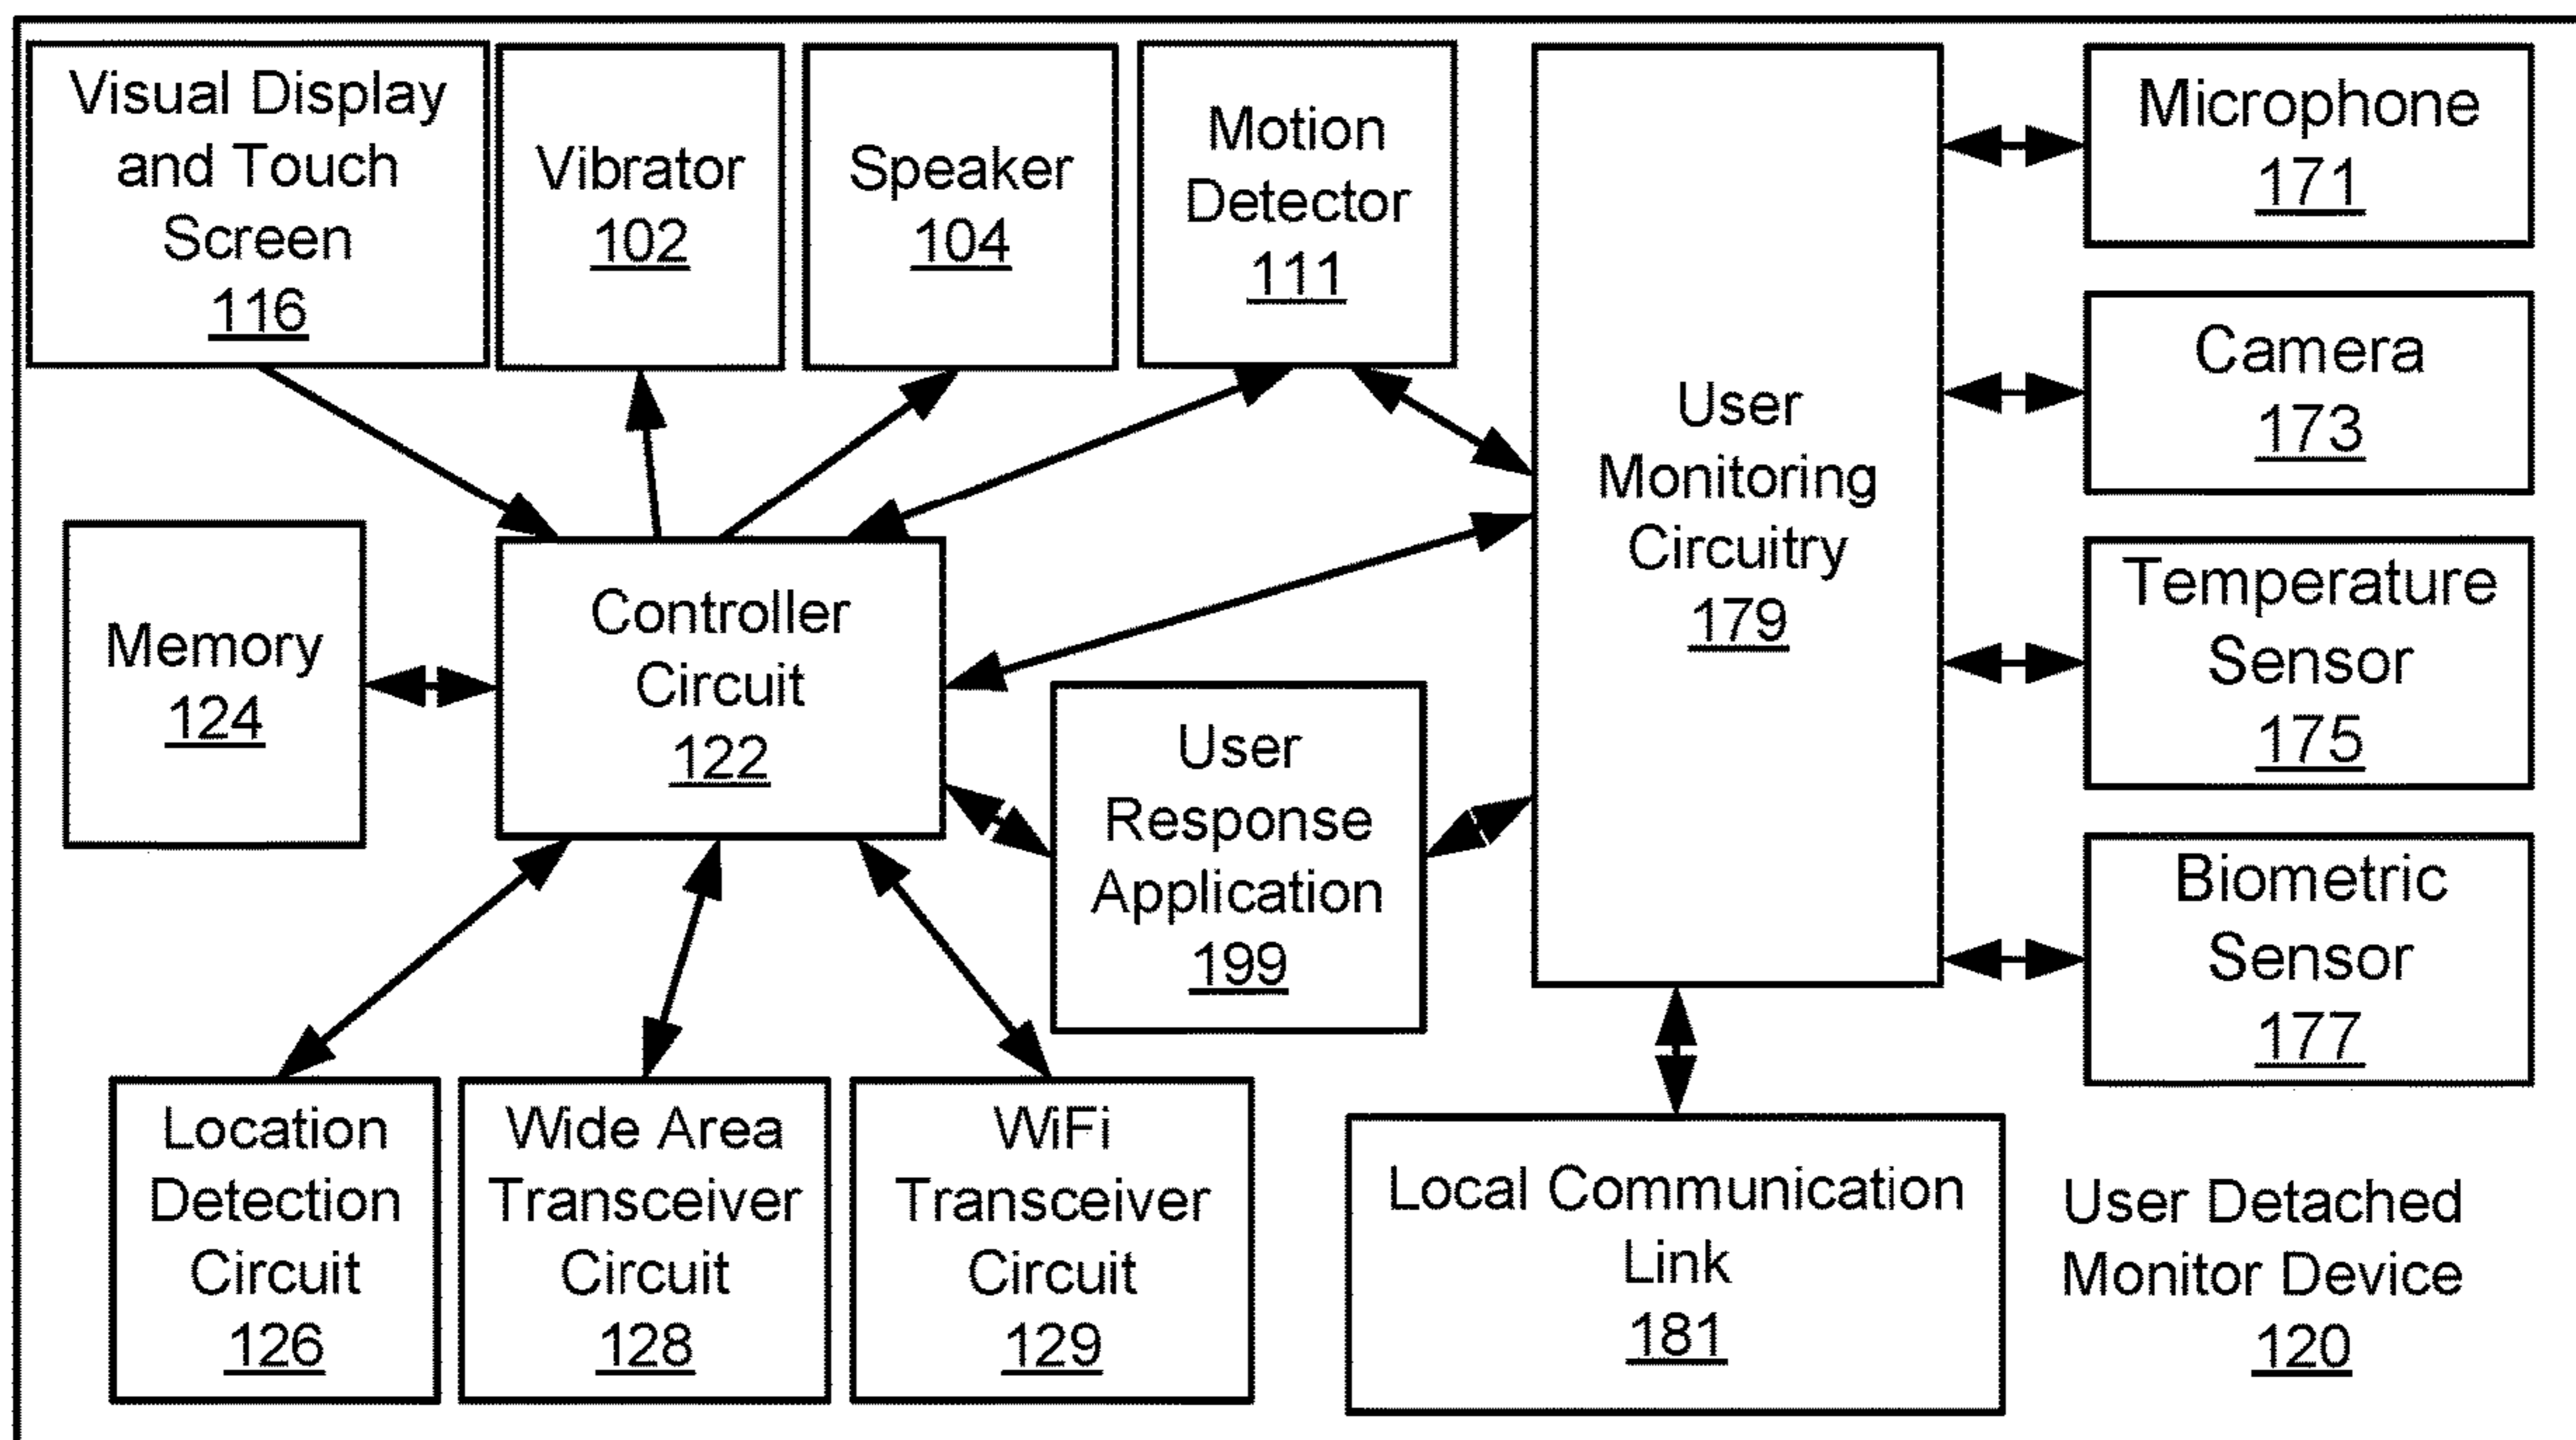 Visual Display
and Touch
Screen
116
Vibrator
102
Speaker
104
Motion
Detector
111
User
Monitoring
Circuitry
179
Microphone
171
Camera
173
Temperature
Sensor
175
Biometric
Sensor
177
Memory
124
Controller
Circuit
122
User
Response
Application
199
Location
Detection
Circuit
126
Wide Area
Transceiver
Circuit
128
WiFi
Transceiver
Circuit
129
Local Communication
Link
181
User Detached
Monitor Device
120